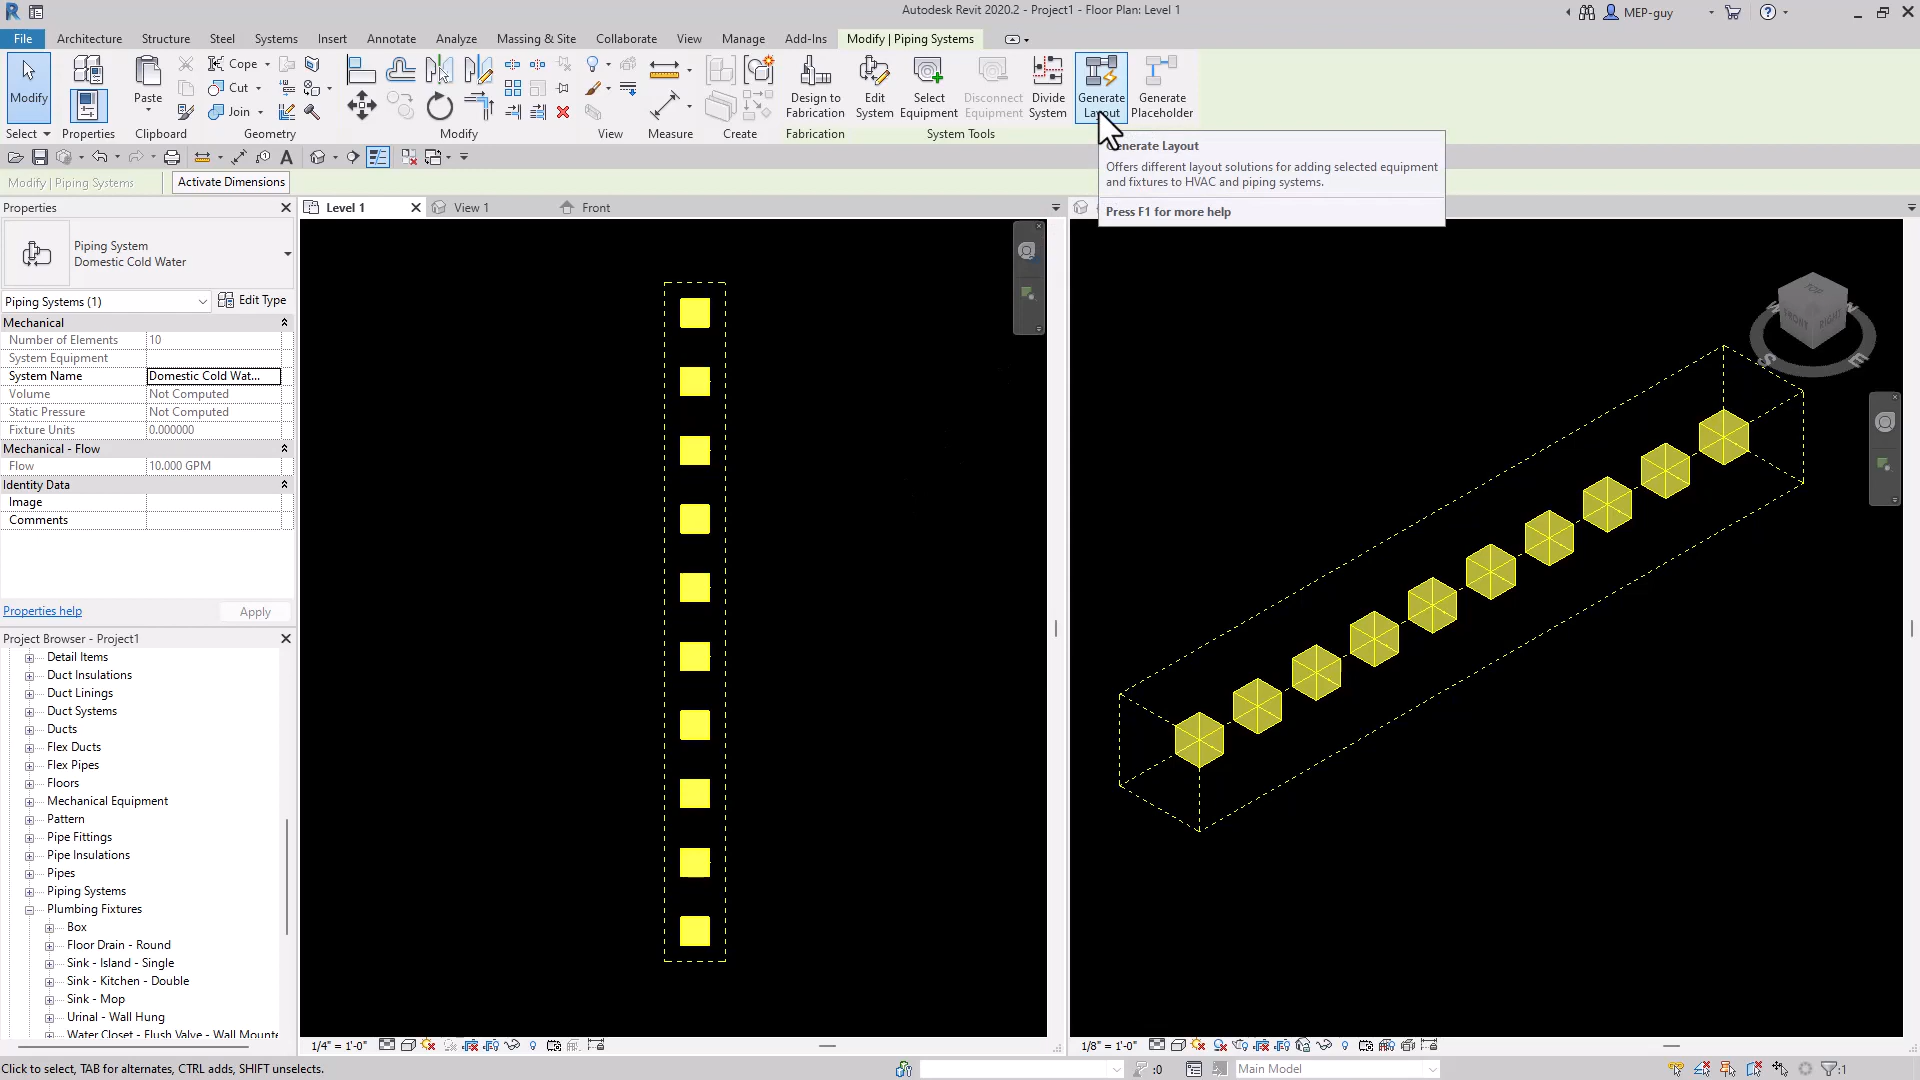 Autodesk Revit 2020.2 - Project1 - Floor Plan: Level 1
MEP-guy
File
Architecture
Structure
Steel
Systems
Insert
Annotate
Analyze
Massing & Site
Collaborate
View
Manage
Add-Ins
Modify | Piping Systems
Modify
Paste
Cope
Cut
Join
Design to
Fabrication
Edit
System
Select
Equipment
Disconnect
Equipment
Divide
System
Generate
Layout
Generate
Placeholder
Select
Properties
Clipboard
Geometry
Modify
View
Measure
Create
Fabrication
System Tools
Modify | Piping Systems
Activate Dimensions
Generate Layout
Offers different layout solutions for adding selected equipment
and fixtures to HVAC and piping systems.
Press F1 for more help
Properties
Piping System
Domestic Cold Water
Piping Systems (1)
Edit Type
Mechanical
Number of Elements 10
System Equipment
System Name Domestic Cold Wat...
Volume Not Computed
Static Pressure Not Computed
Fixture Units 0.000000
Mechanical - Flow
Flow 10.000 GPM
Identity Data
Image
Comments
Properties help
Apply
Level 1
View 1
Front
TOP
FRONT
RIGHT
W
N
S
E
Project Browser - Project1
Detail Items
Duct Insulations
Duct Linings
Duct Systems
Ducts
Flex Ducts
Flex Pipes
Floors
Mechanical Equipment
Pattern
Pipe Fittings
Pipe Insulations
Pipes
Piping Systems
Plumbing Fixtures
Box
Floor Drain - Round
Sink - Island - Single
Sink - Kitchen - Double
Sink - Mop
Urinal - Wall Hung
Water Closet - Flush Valve - Wall Mounte
1/4" = 1'-0"
1/8" = 1'-0"
Click to select, TAB for alternates, CTRL adds, SHIFT unselects.
:0
Main Model
:1